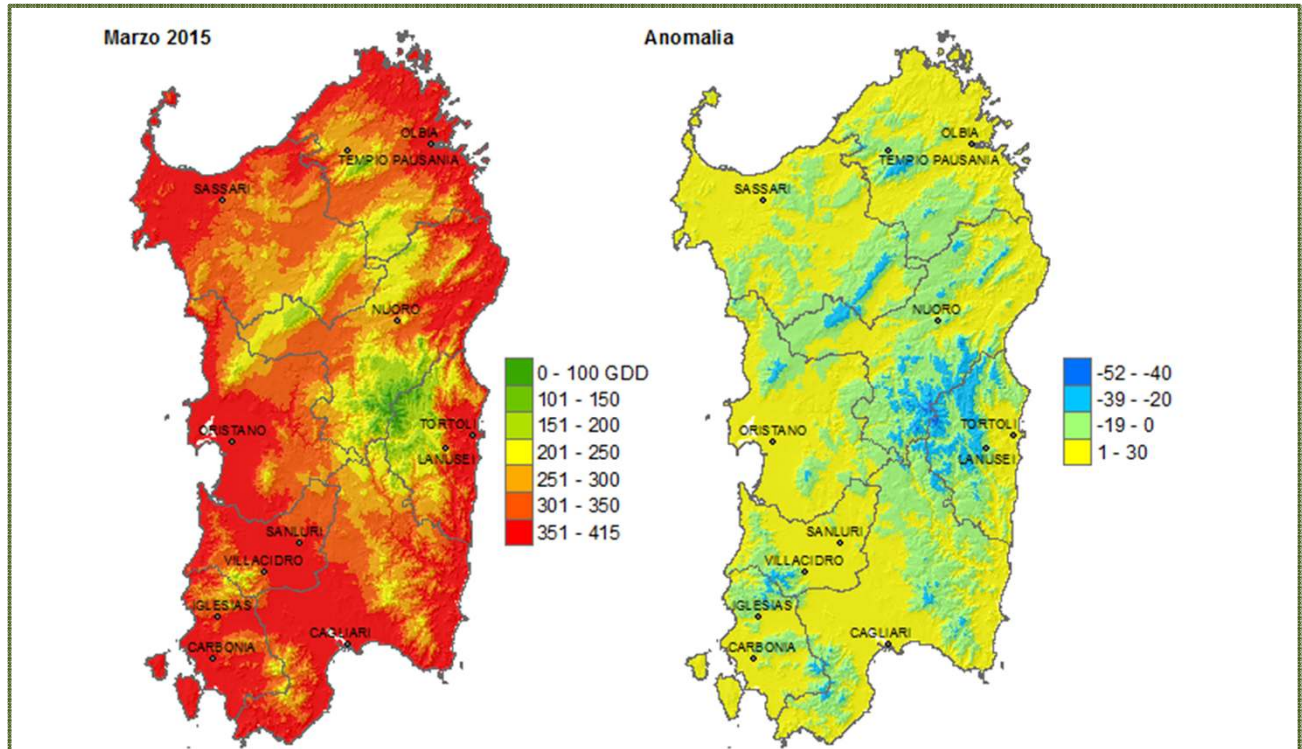 Marzo 2015
OLBIA
TEMPIO PAUSANIA
SASSARI
NUORO
ORISTANO
TORTOLI
LANUSEI
SANLURI
VILLACIDRO
IGLESIAS
CAGLIARI
CARBONIA
0 - 100 GDD
101 - 150
151 - 200
201 - 250
251 - 300
301 - 350
351 - 415
Anomalia
OLBIA
TEMPIO PAUSANIA
SASSARI
NUORO
ORISTANO
TORTOLI
LANUSEI
SANLURI
VILLACIDRO
IGLESIAS
CAGLIARI
CARBONIA
-52 - -40
-39 - -20
-19 - 0
1 - 30